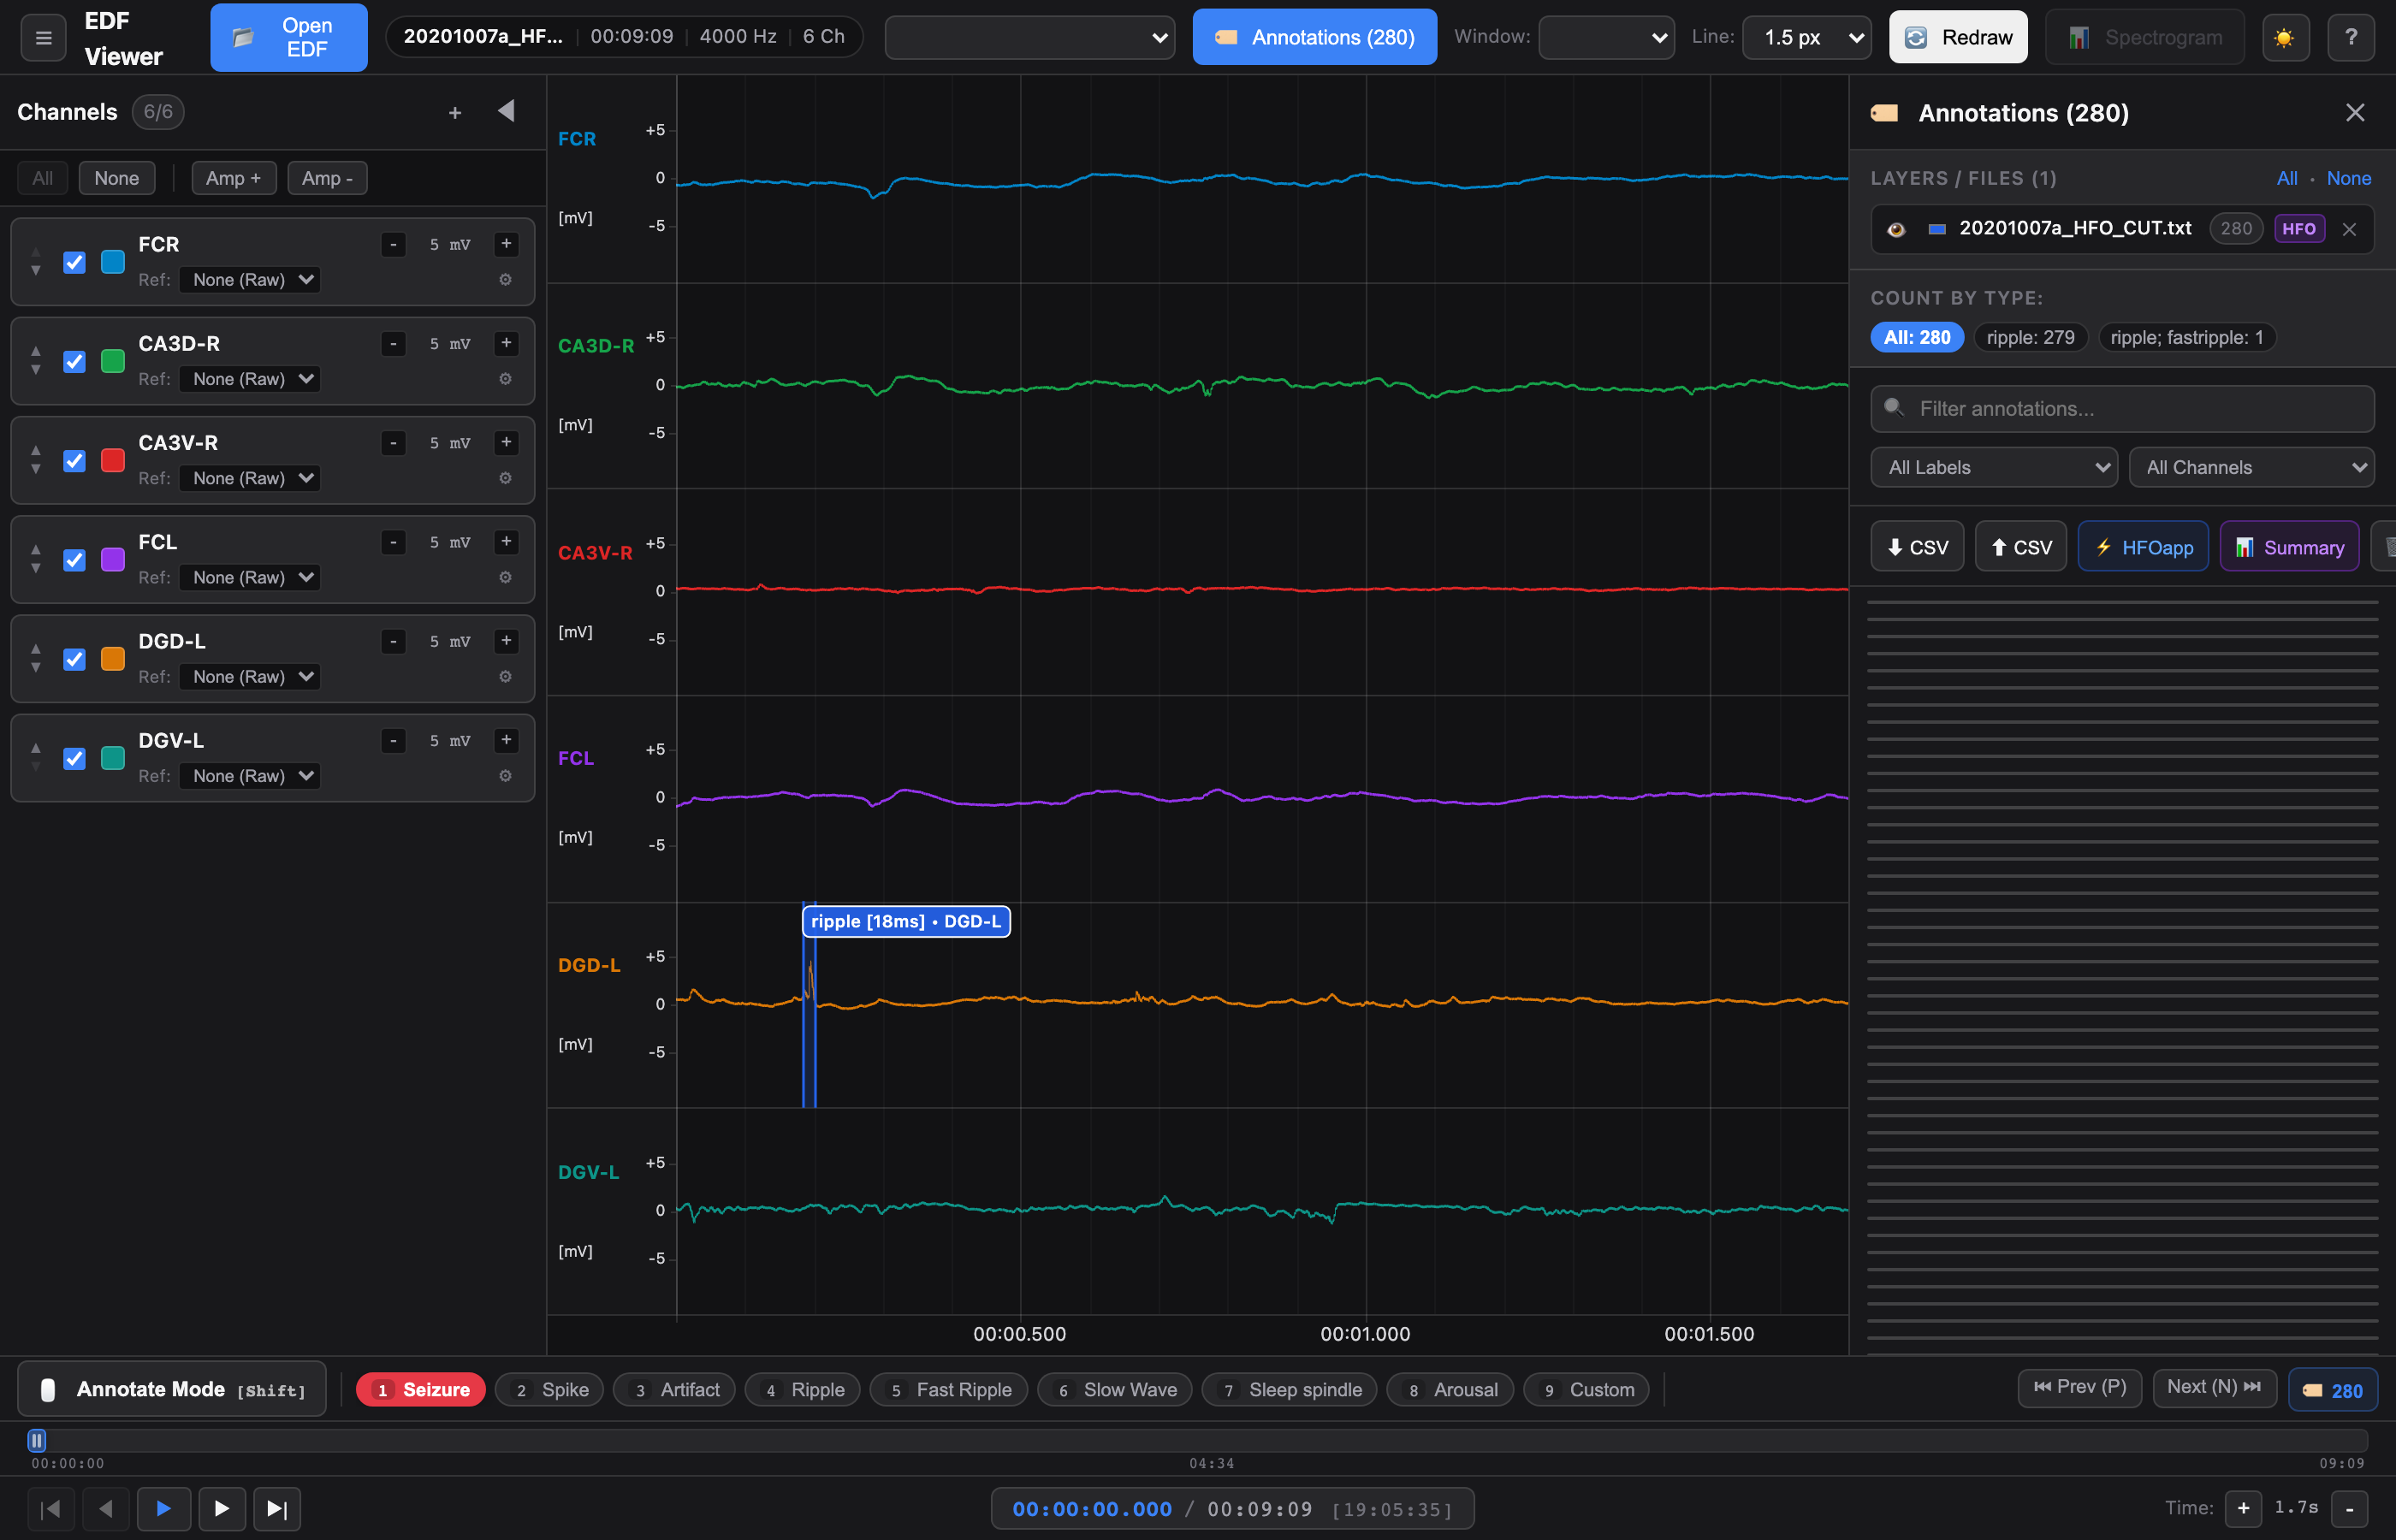 EDF
Viewer
Open
EDF
20201007a_HF... 00:09:09 4000 Hz 6 Ch
Annotations (280)
Window:
Line: 1.5 px
Redraw
Spectrogram
?
Channels 6/6 +
All None Amp + Amp -
FCR - 5 mV +
Ref: None (Raw)
CA3D-R - 5 mV +
Ref: None (Raw)
CA3V-R - 5 mV +
Ref: None (Raw)
FCL - 5 mV +
Ref: None (Raw)
DGD-L - 5 mV +
Ref: None (Raw)
DGV-L - 5 mV +
Ref: None (Raw)
FCR +5
0
[mV] -5
CA3D-R +5
0
[mV] -5
CA3V-R +5
0
[mV] -5
FCL +5
0
[mV] -5
ripple [18ms] • DGD-L
DGD-L +5
0
[mV] -5
DGV-L +5
0
[mV] -5
00:00.500 00:01.000 00:01.500
Annotations (280)
LAYERS / FILES (1) All • None
20201007a_HFO_CUT.txt 280 HFO
COUNT BY TYPE:
All: 280 ripple: 279 ripple; fastripple: 1
Filter annotations...
All Labels All Channels
⬇ CSV ⬆ CSV ⚡ HFOapp Summary
Annotate Mode [Shift] 1 Seizure 2 Spike 3 Artifact 4 Ripple 5 Fast Ripple 6 Slow Wave 7 Sleep spindle 8 Arousal 9 Custom ⏮ Prev (P) Next (N) ⏭ 280
00:00:00 04:34 09:09
00:00:00.000 / 00:09:09 [19:05:35] Time: + 1.7s -